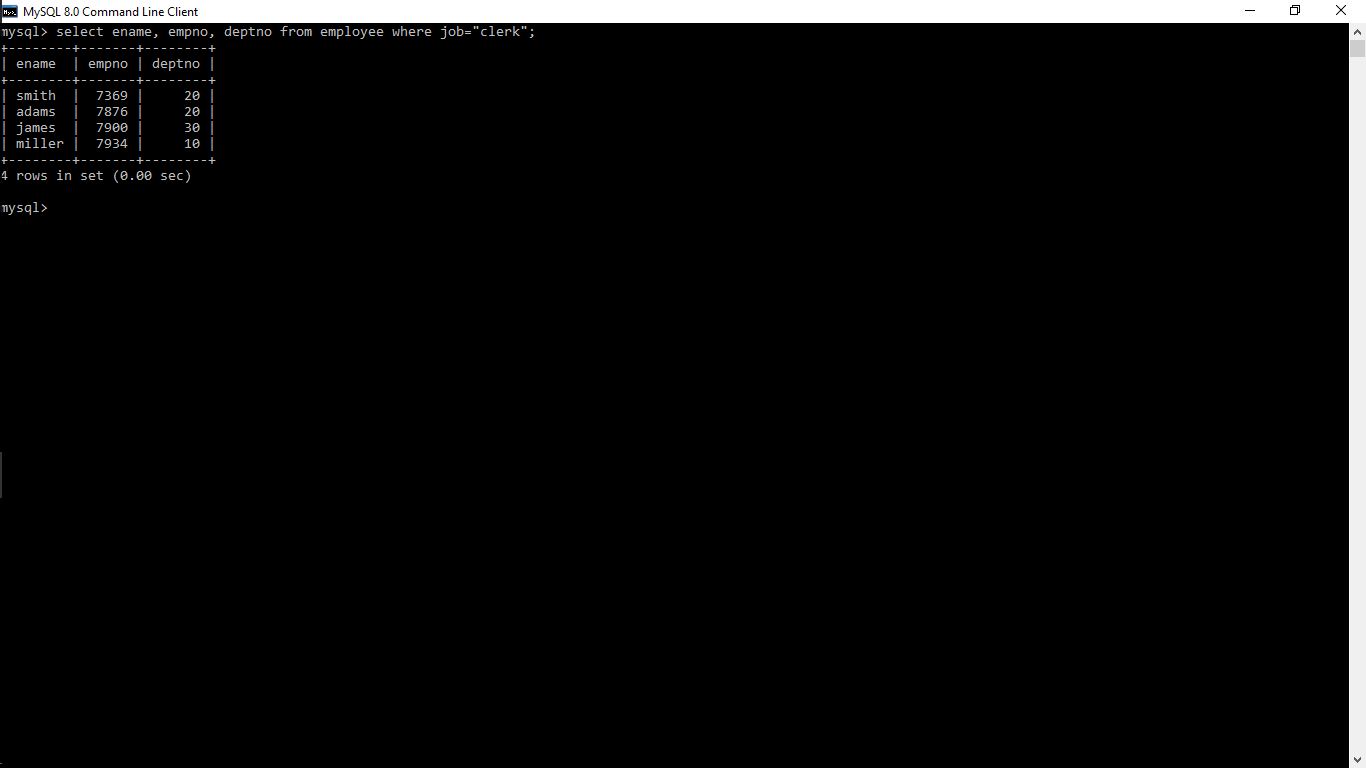 MySQL 8.0 Command Line Client
mysql> select ename, empno, deptno from employee where job="clerk";
+--------+-------+--------+
| ename  | empno | deptno |
+--------+-------+--------+
| smith  |  7369 |     20 |
| adams  |  7876 |     20 |
| james  |  7900 |     30 |
| miller |  7934 |     10 |
+--------+-------+--------+
4 rows in set (0.00 sec)
mysql>